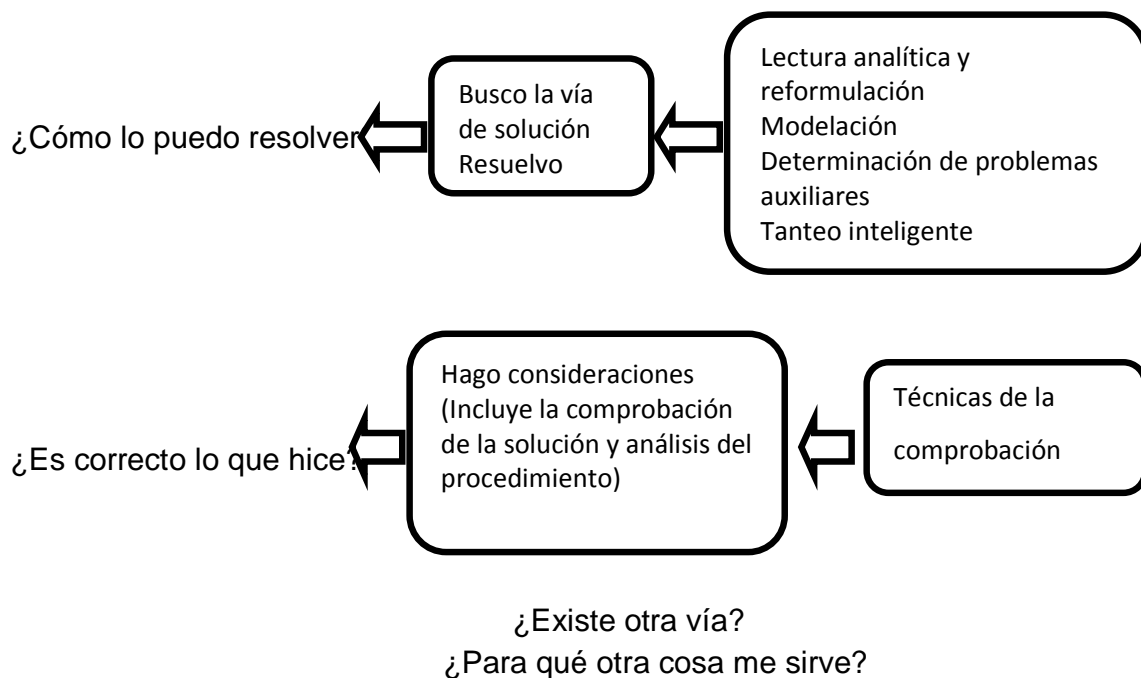 ¿Cómo lo puedo resolver
Busco la vía
de solución
Resuelvo
Lectura analítica y
reformulación
Modelación
Determinación de problemas
auxiliares
Tanteo inteligente
¿Es correcto lo que hice?
Hago consideraciones
(Incluye la comprobación
de la solución y análisis del
procedimiento)
Técnicas de la
comprobación
¿Existe otra vía?
¿Para qué otra cosa me sirve?